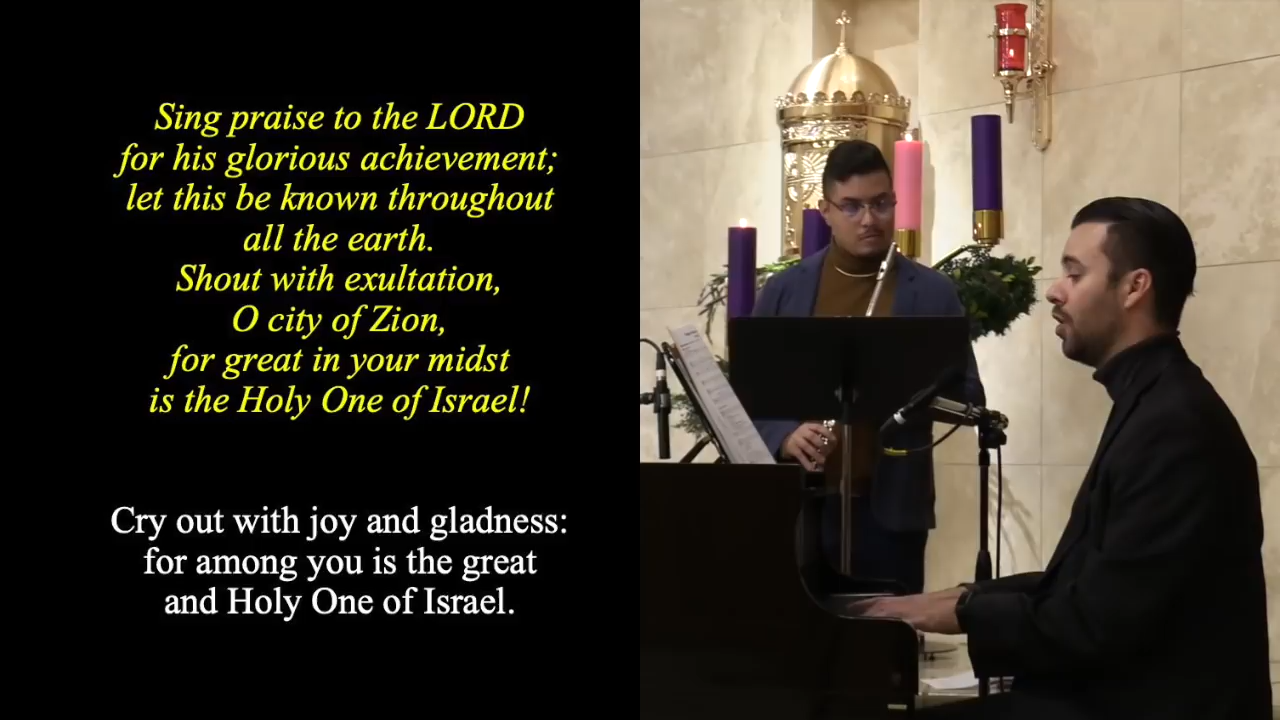 Sing praise to the LORD
for his glorious achievement;
let this be known throughout
all the earth.
Shout with exultation,
O city of Zion,
for great in your midst
is the Holy One of Israel!
Cry out with joy and gladness:
for among you is the great
and Holy One of Israel.